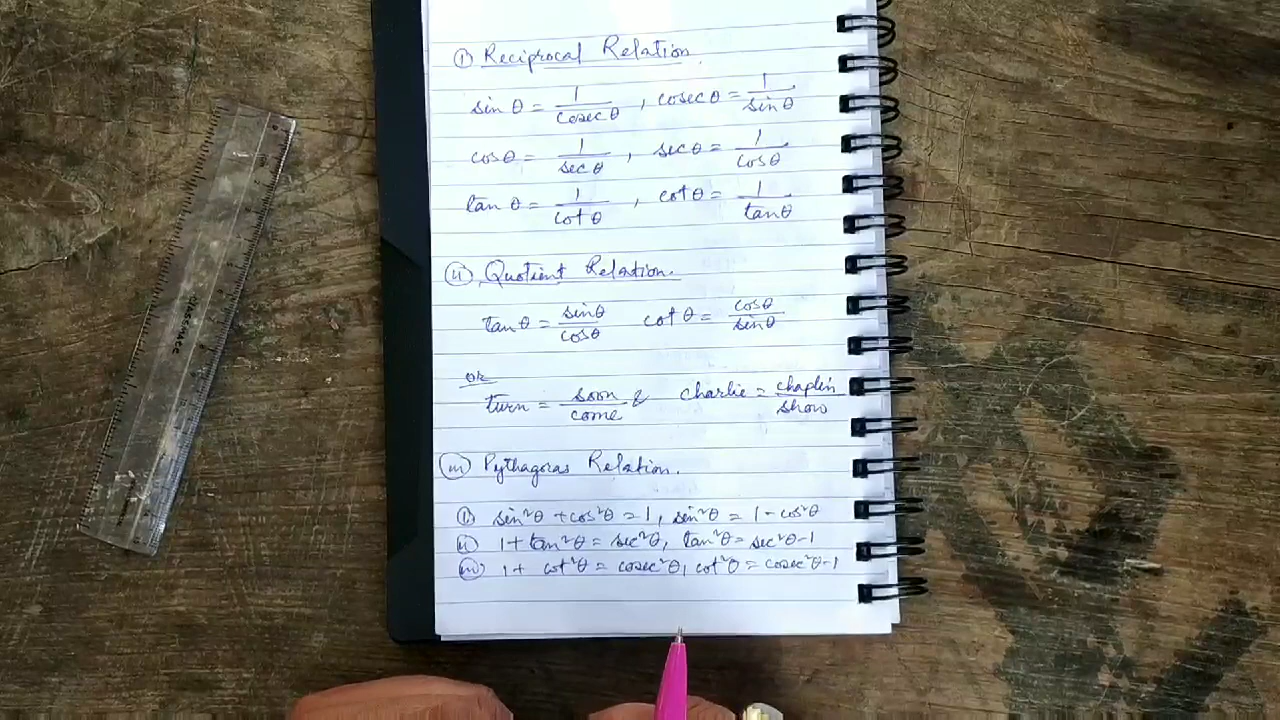 (i) Reciprocal Relation.
sin θ = 1/cosec θ , cosec θ = 1/sin θ
cos θ = 1/sec θ , sec θ = 1/cos θ
tan θ = 1/cot θ , cot θ = 1/tan θ
(ii) Quotient Relation.
tan θ = sin θ/cos θ cot θ = cos θ/sin θ
or
turn = soon/come & charlie = chaplin/show
(iii) Pythagoras Relation.
(i) sin²θ + cos²θ = 1, sin²θ = 1 - cos²θ
(ii) 1 + tan²θ = sec²θ, tan²θ = sec²θ - 1
(iii) 1 + cot²θ = cosec²θ, cot²θ = cosec²θ - 1